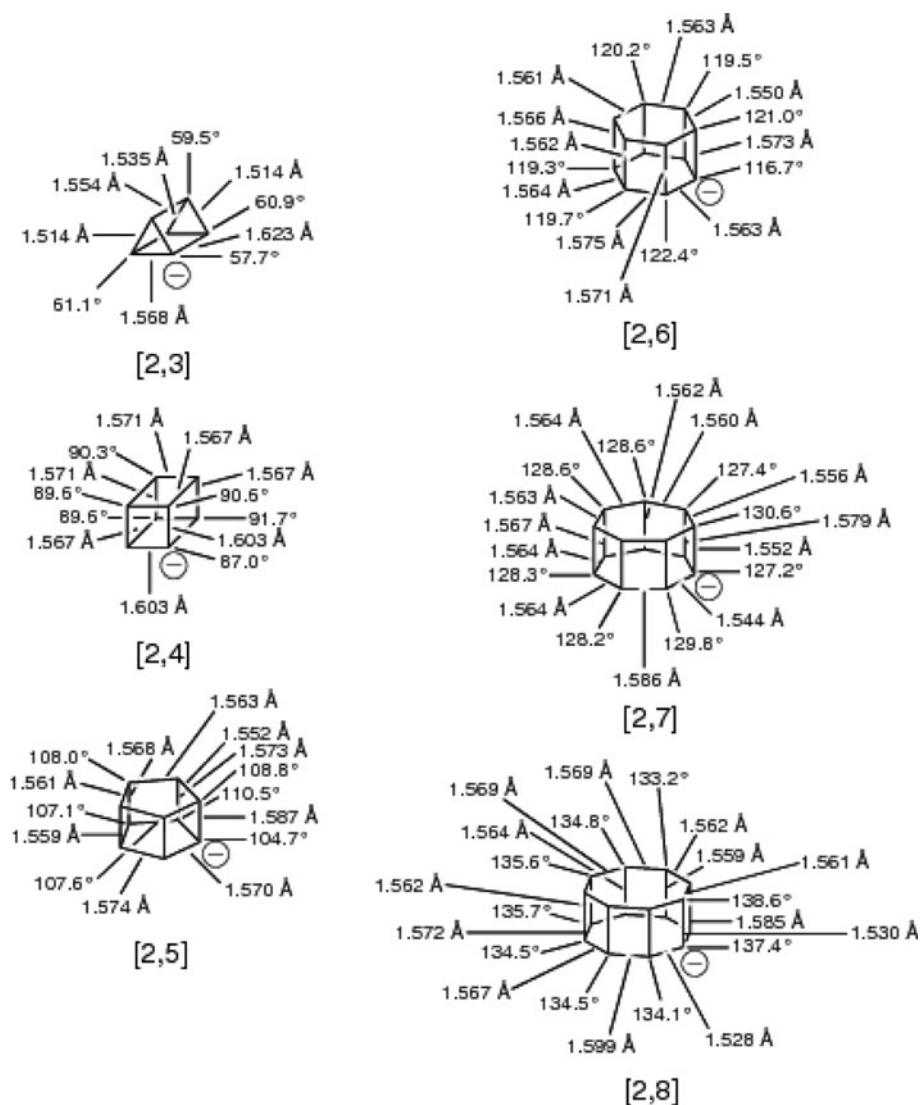 59.5°
1.535 Å
1.554 Å
1.514 Å
60.9°
1.514 Å
1.623 Å
57.7°
61.1°
1.568 Å
[2,3]
1.571 Å
1.567 Å
90.3°
1.571 Å
1.567 Å
89.6°
90.6°
89.6°
91.7°
1.567 Å
1.603 Å
87.0°
1.603 Å
[2,4]
1.563 Å
1.552 Å
1.568 Å
1.573 Å
108.0°
108.8°
1.561 Å
110.5°
107.1°
1.587 Å
1.559 Å
104.7°
107.6°
1.570 Å
1.574 Å
[2,5]
1.563 Å
120.2°
119.5°
1.561 Å
1.550 Å
1.566 Å
121.0°
1.562 Å
1.573 Å
119.3°
116.7°
1.564 Å
119.7°
1.563 Å
1.575 Å
122.4°
1.571 Å
[2,6]
1.562 Å
1.564 Å
1.560 Å
128.6°
128.6°
127.4°
1.556 Å
1.563 Å
130.6°
1.579 Å
1.567 Å
1.552 Å
1.564 Å
127.2°
128.3°
1.564 Å
1.544 Å
128.2°
129.8°
1.586 Å
[2,7]
1.569 Å
133.2°
1.569 Å
134.8°
1.562 Å
1.564 Å
1.559 Å
135.6°
1.561 Å
1.562 Å
138.6°
135.7°
1.585 Å
1.572 Å
1.530 Å
134.5°
137.4°
1.567 Å
134.5°
134.1°
1.528 Å
1.599 Å
[2,8]